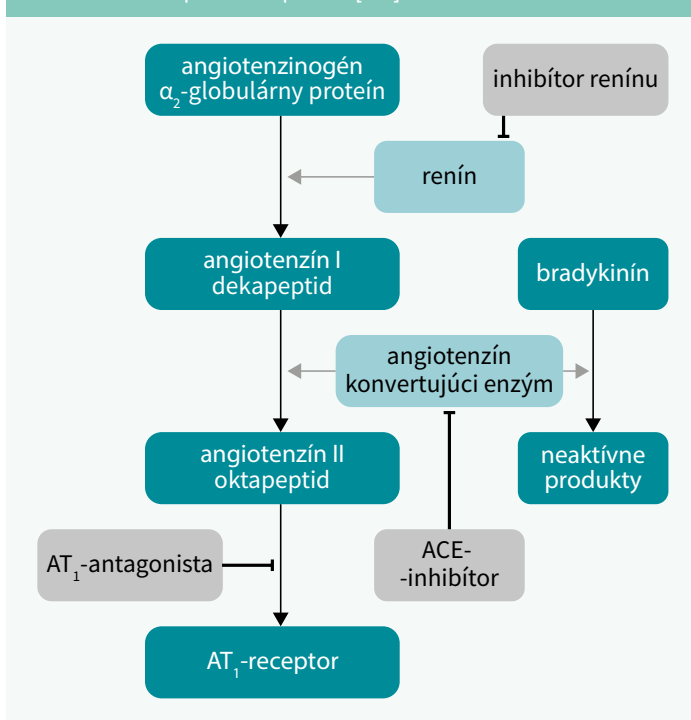 angiotenzinogén
α₂-globulárny proteín
inhibítor renínu
renín
angiotenzín I
dekapeptid
bradykinín
angiotenzín
konvertujúci enzým
angiotenzín II
oktapeptid
neaktívne
produkty
AT₁-antagonista
ACE-
-inhibítor
AT₁-receptor